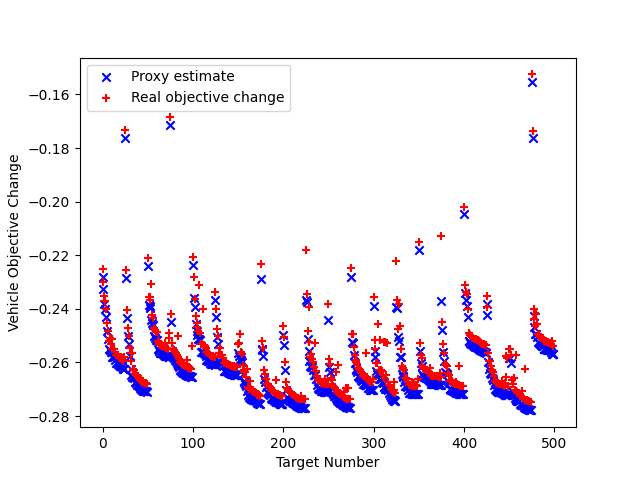 Proxy estimate
Real objective change
Vehicle Objective Change
−0.16
−0.18
−0.20
−0.22
−0.24
−0.26
−0.28
0 100 200 300 400 500
Target Number